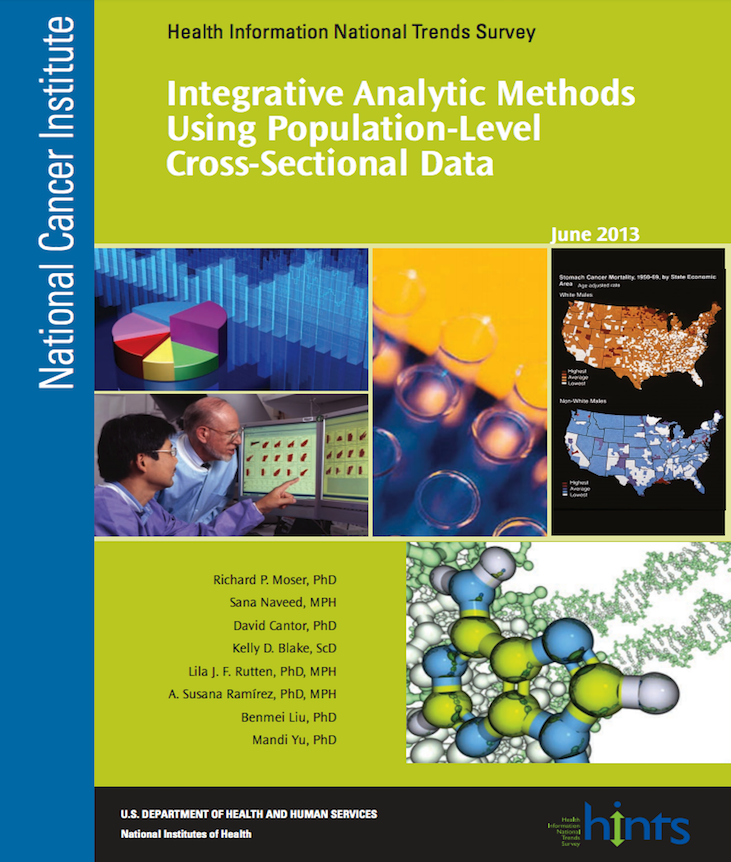 National Cancer Institute
Health Information National Trends Survey
Integrative Analytic Methods
Using Population-Level
Cross-Sectional Data
June 2013
Stomach Cancer Mortality, 1950-69, by State Economic
Area Age adjusted rate
White Males
Highest
Average
Lowest
Non-White Males
Highest
Average
Lowest
Richard P. Moser, PhD
Sana Naveed, MPH
David Cantor, PhD
Kelly D. Blake, ScD
Lila J. F. Rutten, PhD, MPH
A. Susana Ramírez, PhD, MPH
Benmei Liu, PhD
Mandi Yu, PhD
U.S. DEPARTMENT OF HEALTH AND HUMAN SERVICES
National Institutes of Health
Health
Information
National
Trends
Survey
hints